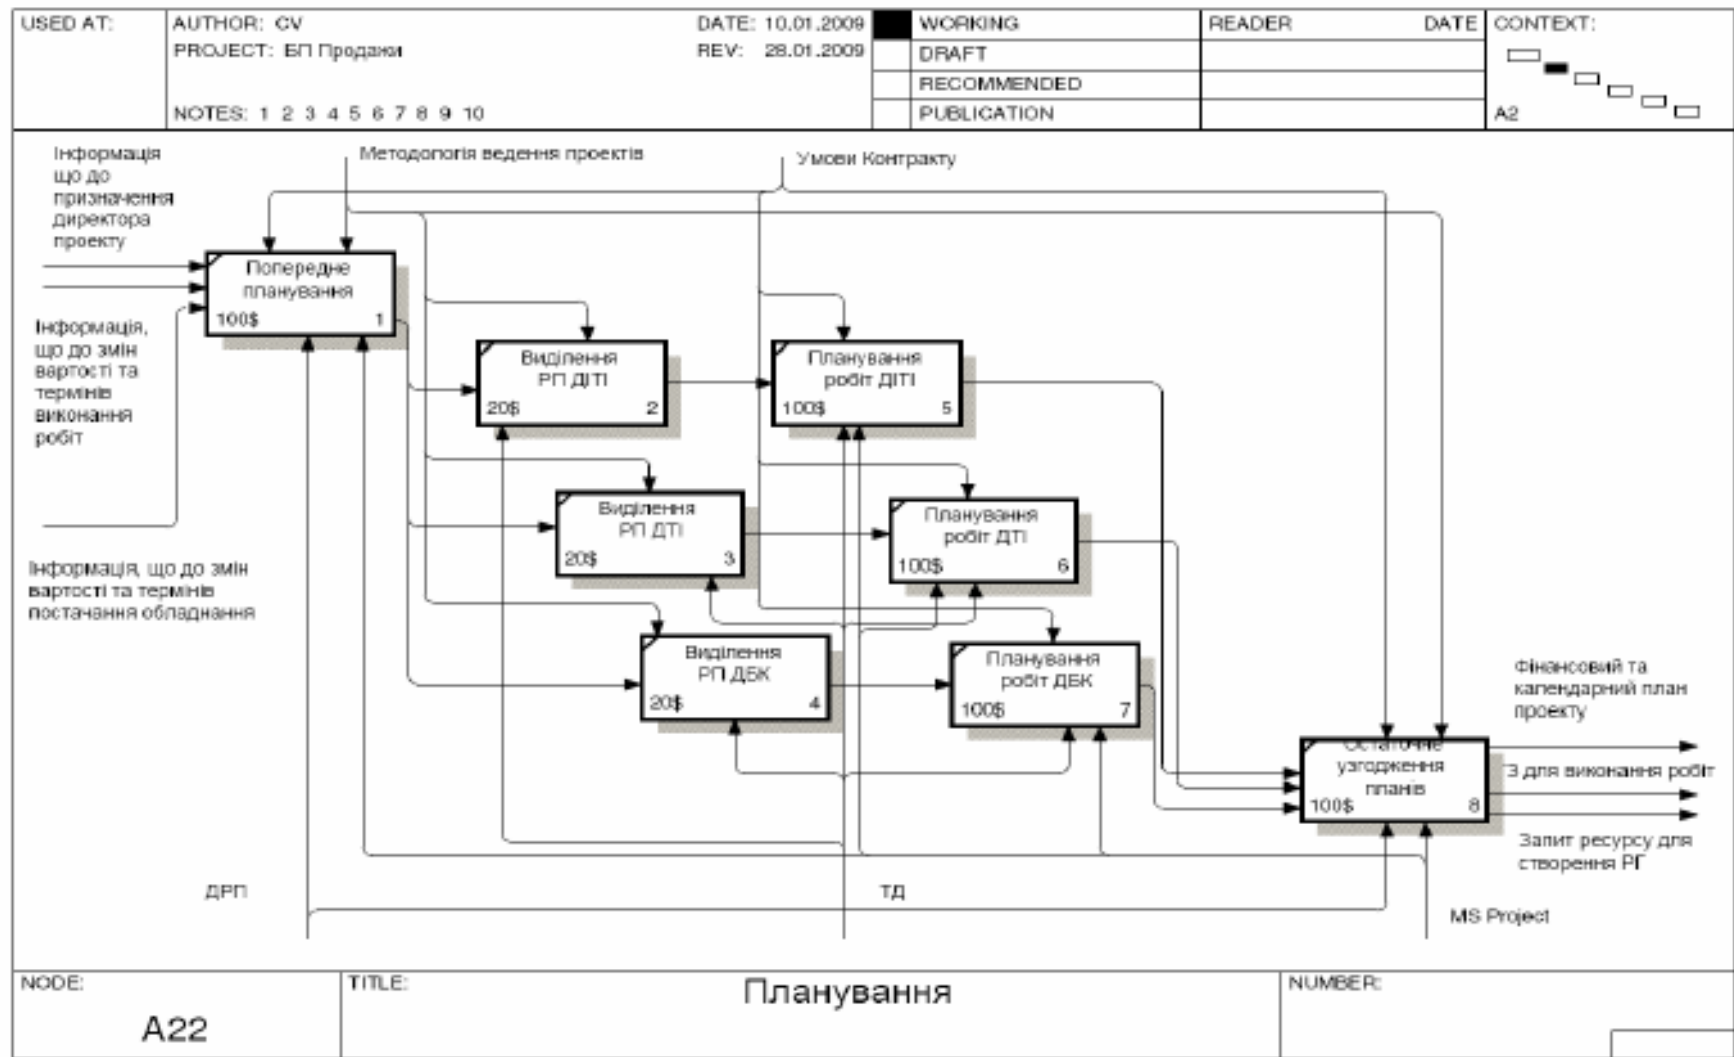 USED AT:
AUTHOR: CV
DATE: 10.01.2009
PROJECT: БП Продажи
REV: 28.01.2009
NOTES: 1 2 3 4 5 6 7 8 9 10
WORKING
DRAFT
RECOMMENDED
PUBLICATION
READER DATE
CONTEXT:
A2
Інформація
що до
призначення
директора
проекту
Методологія ведення проектів
Умови Контракту
Попереднє
планування
100$ 1
Інформація,
що до змін
вартості та
термінів
виконання
робіт
Виділення
РП ДІТІ
20$ 2
Планування
робіт ДІТІ
100$ 5
Виділення
РП ДТІ
20$ 3
Планування
робіт ДТІ
100$ 6
Інформація, що до змін
вартості та термінів
постачання обладнання
Виділення
РП ДБК
20$ 4
Планування
робіт ДБК
100$ 7
Фінансовий та
календарний план
проекту
Остаточне
узгодження
планів
100$ 8
З для виконання робіт
Запит ресурсу для
створення РГ
ДРП
ТД
MS Project
NODE:
A22
TITLE:
Планування
NUMBER: